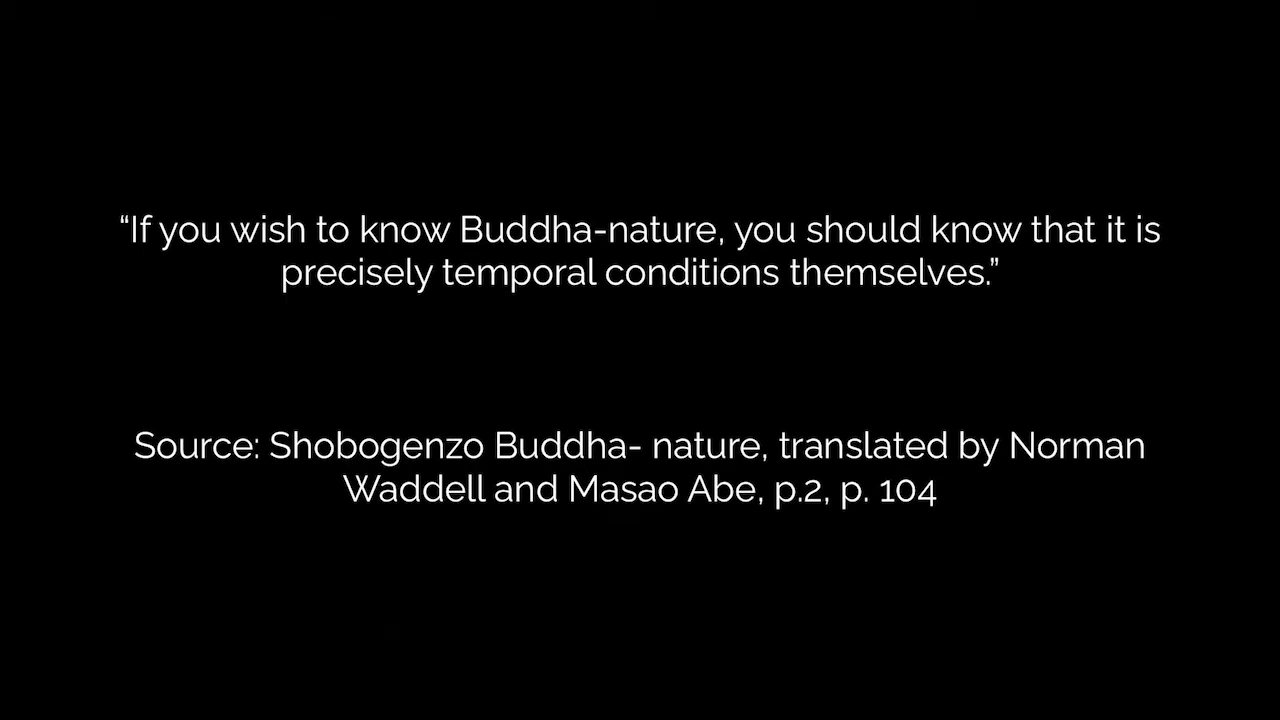 “If you wish to know Buddha-nature, you should know that it is
precisely temporal conditions themselves.”
Source: Shobogenzo Buddha- nature, translated by Norman
Waddell and Masao Abe, p.2, p. 104